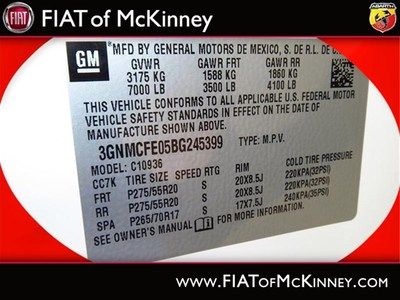 FIAT
FIAT of McKinney
ABARTH
GM
MFD BY GENERAL MOTORS DE MEXICO, S. DE R.L. DE
GVWR GAWR FRT GAWR RR
3175 KG 1588 KG 1860 KG
7000 LB 3500 LB 4100 LB
THIS VEHICLE CONFORMS TO ALL APPLICABLE U.S. FEDERAL MOTOR
VEHICLE SAFETY STANDARDS IN EFFECT ON THE DATE OF
MANUFACTURE SHOWN ABOVE.
3GNMCFE05BG245399 TYPE: M.P.V.
MODEL: C10936
CC7K TIRE SIZE SPEED RTG RIM COLD TIRE PRESSURE
FRT P275/55R20 S 20X8.5J 220KPA(32PSI)
RR P275/55R20 S 20X8.5J 220KPA(32PSI)
SPA P265/70R17 S 17X7.5J 240KPA(35PSI)
SEE OWNER'S MANUAL FOR MORE INFORMATION.
www.FIATofMcKinney.com